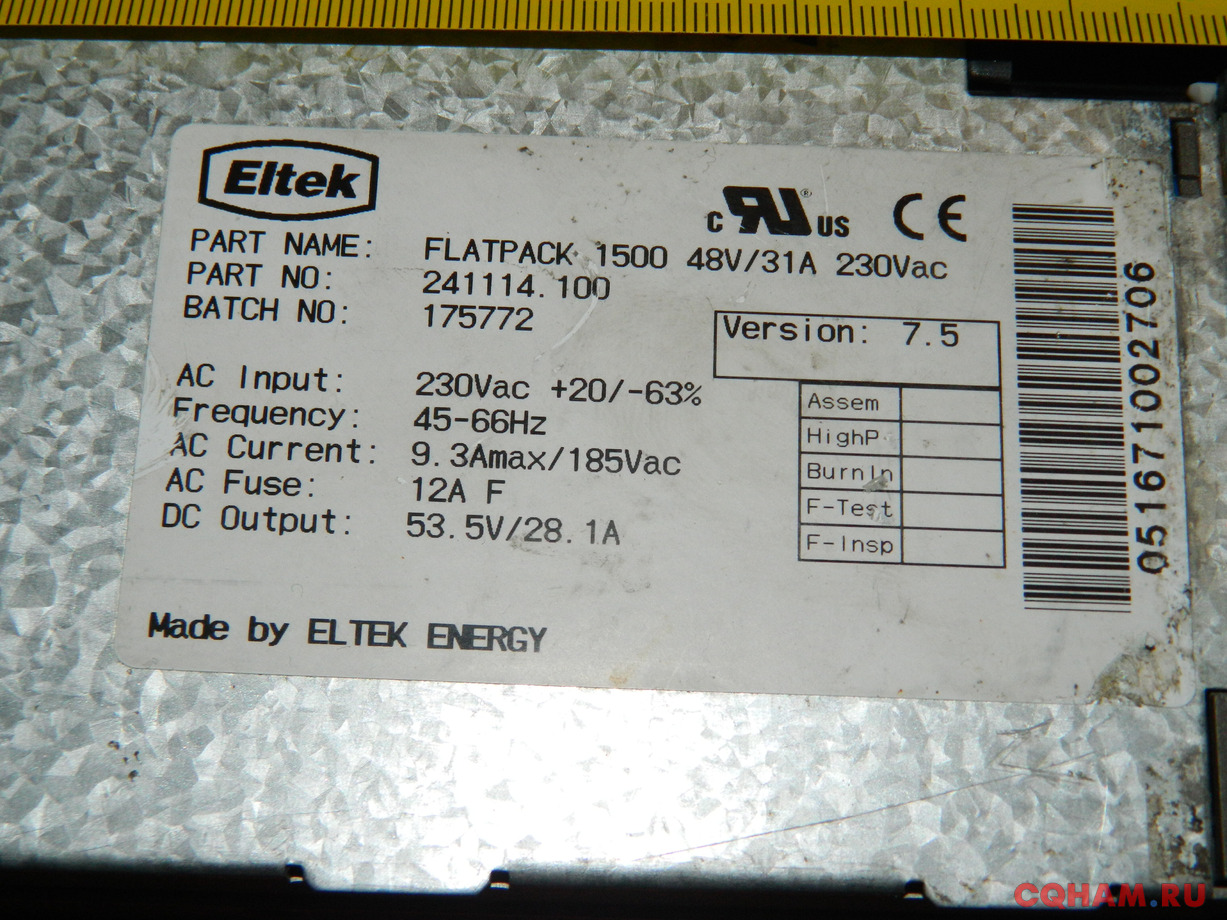 Eltek
c RU® US CE
PART NAME: FLATPACK 1500 48V/31A 230Vac
PART NO: 241114.100
BATCH NO: 175772
Version: 7.5
AC Input: 230Vac +20/-63%
Frequency: 45-66Hz
AC Current: 9.3Amax/185Vac
AC Fuse: 12A F
DC Output: 53.5V/28.1A
Assem
HighP
BurnIn
F-Test
F-Insp
051671002706
Made by ELTEK ENERGY
CQHAM.RU